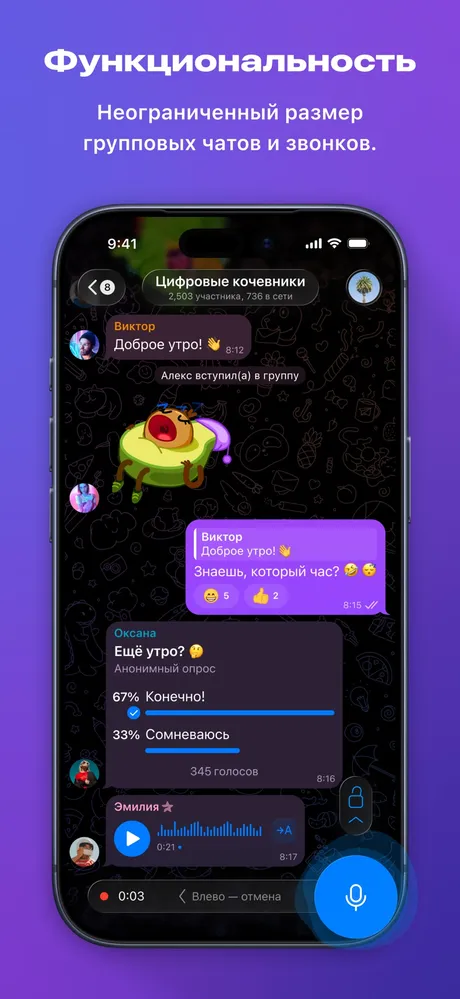 Функциональность
Неограниченный размер
групповых чатов и звонков.
9:41
8
Цифровые кочевники
2,503 участника, 736 в сети
Виктор
Доброе утро! 👋
8:12
Алекс вступил(а) в группу
Виктор
Доброе утро! 👋
Знаешь, который час? 🤣 😴
😁 5 👍 2
8:15
Оксана
Ещё утро? 🤔
Анонимный опрос
67% Конечно!
33% Сомневаюсь
345 голосов
8:16
Эмилия
→A
0:21
8:17
0:03
Влево — отмена